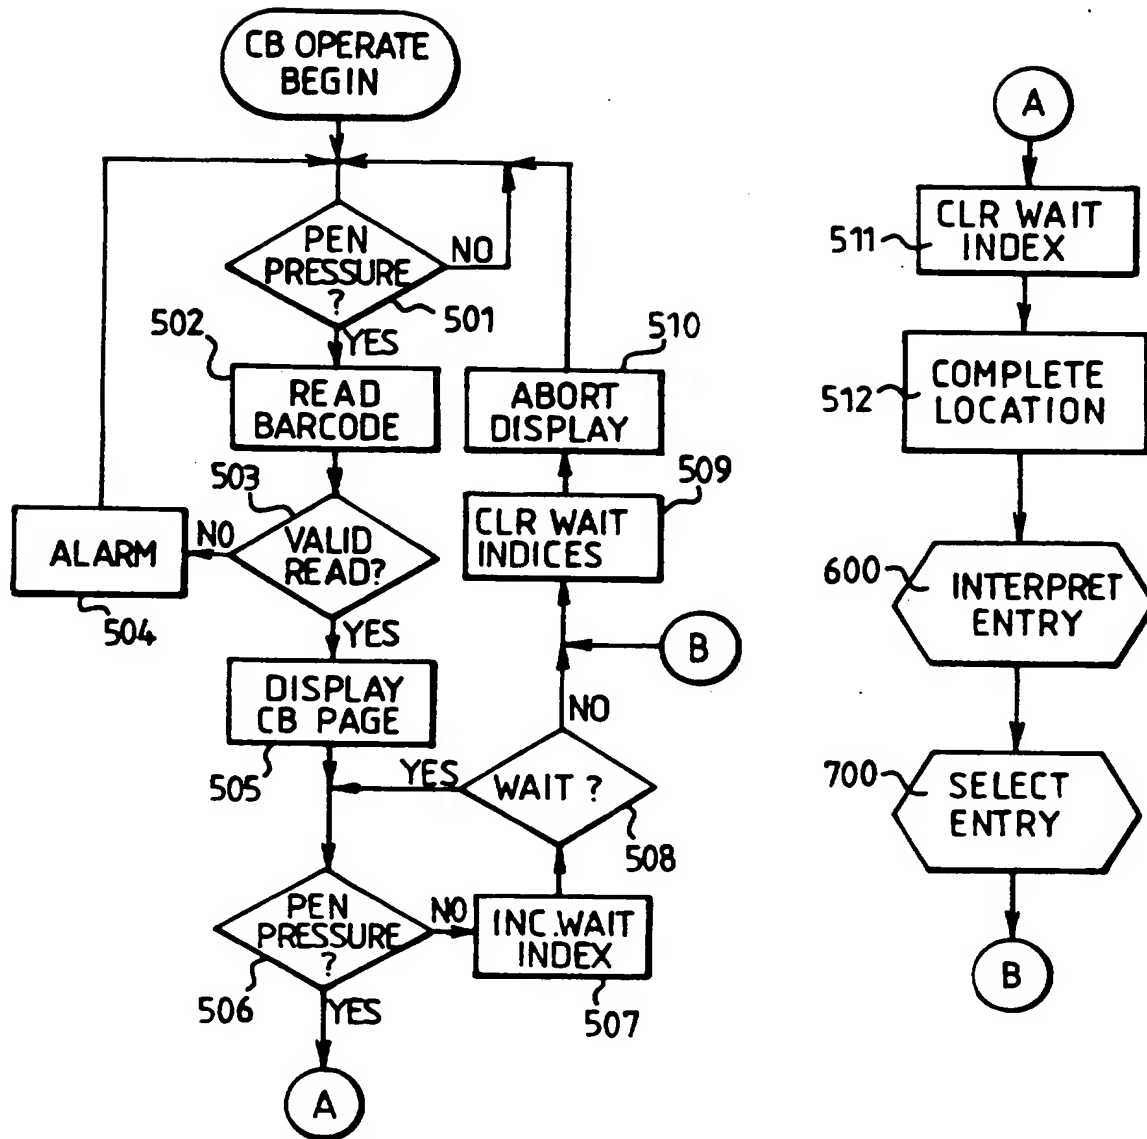 CB OPERATE
BEGIN
PEN
PRESSURE
?
NO
501
YES
502
READ
BARCODE
503
VALID
READ?
NO
ALARM
504
YES
DISPLAY
CB PAGE
505
PEN
PRESSURE
?
506
NO
YES
A
INC.WAIT
INDEX
507
WAIT ?
508
YES
NO
B
CLR WAIT
INDICES
509
ABORT
DISPLAY
510
A
CLR WAIT
INDEX
511
COMPLETE
LOCATION
512
INTERPRET
ENTRY
600
SELECT
ENTRY
700
B